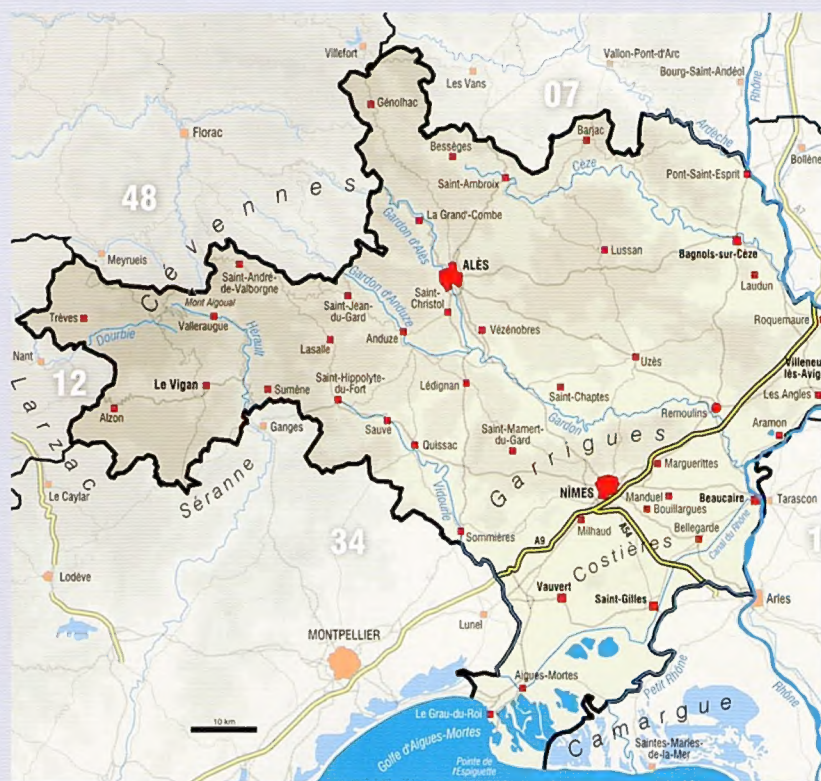 Villefort
Vallon-Pont-d'Arc
Les Vans
Bourg-Saint-Andéol
Rhône
07
Génolhac
Florac
Barjac
Ardèche
Bessèges
Bollène
Cèze
Saint-Ambroix
Pont-Saint-Esprit
48
Cévennes
A7
La Grand'-Combe
Gardon d'Alès
Meyrueis
Lussan
Bagnols-sur-Cèze
ALÈS
Saint-André-
de-Valborgne
Gardon d'Anduze
Laudun
Mont Aigoual
Saint-Jean-
du-Gard
Saint-
Christol
Trèves
Valleraugue
Roquemaure
Dourbie
Hérault
Anduze
Vézénobres
Lasalle
Nant
Uzès
Villeneu
lès-Avig
12
Le Vigan
Sumène
Saint-Hippolyte-
du-Fort
Lédignan
Saint-Chaptes
Les Angles
Larzac
Alzon
Gardon
Remoulins
Ganges
Sauve
Saint-Mamert-
du-Gard
Aramon
Quissac
Garrigues
Séranne
Marguerittes
Le Caylar
Vidourle
NÎMES
Manduel
Beaucaire
Tarascon
Bouillargues
Sommières
Milhaud
Bellegarde
34
A9
A54
Canal du Rhône
1
Costières
Lodève
Vauvert
Saint-Gilles
Arles
Lunel
MONTPELLIER
Aigues-Mortes
Petit Rhône
Rhône
10 km
Le Grau-du-Roi
Camargue
Golfe d'Aigues-Mortes
Pointe de
l'Espiguette
Saintes-Maries-
de-la-Mer